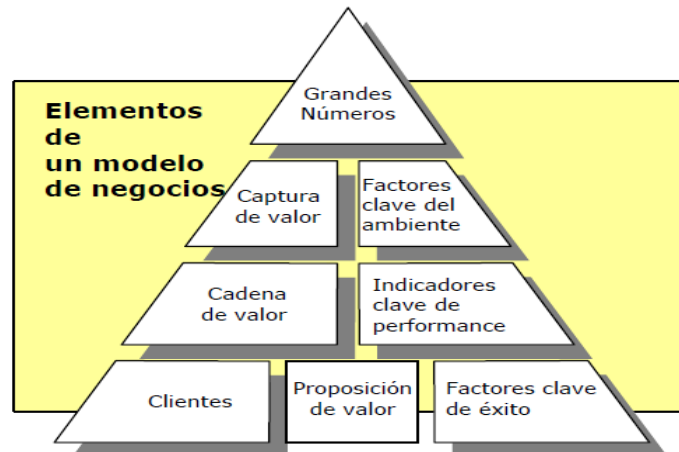 Elementos
de
un modelo
de negocios
Grandes
Números
Captura
de valor
Factores
clave del
ambiente
Cadena
de valor
Indicadores
clave de
performance
Clientes
Proposición
de valor
Factores clave
de éxito